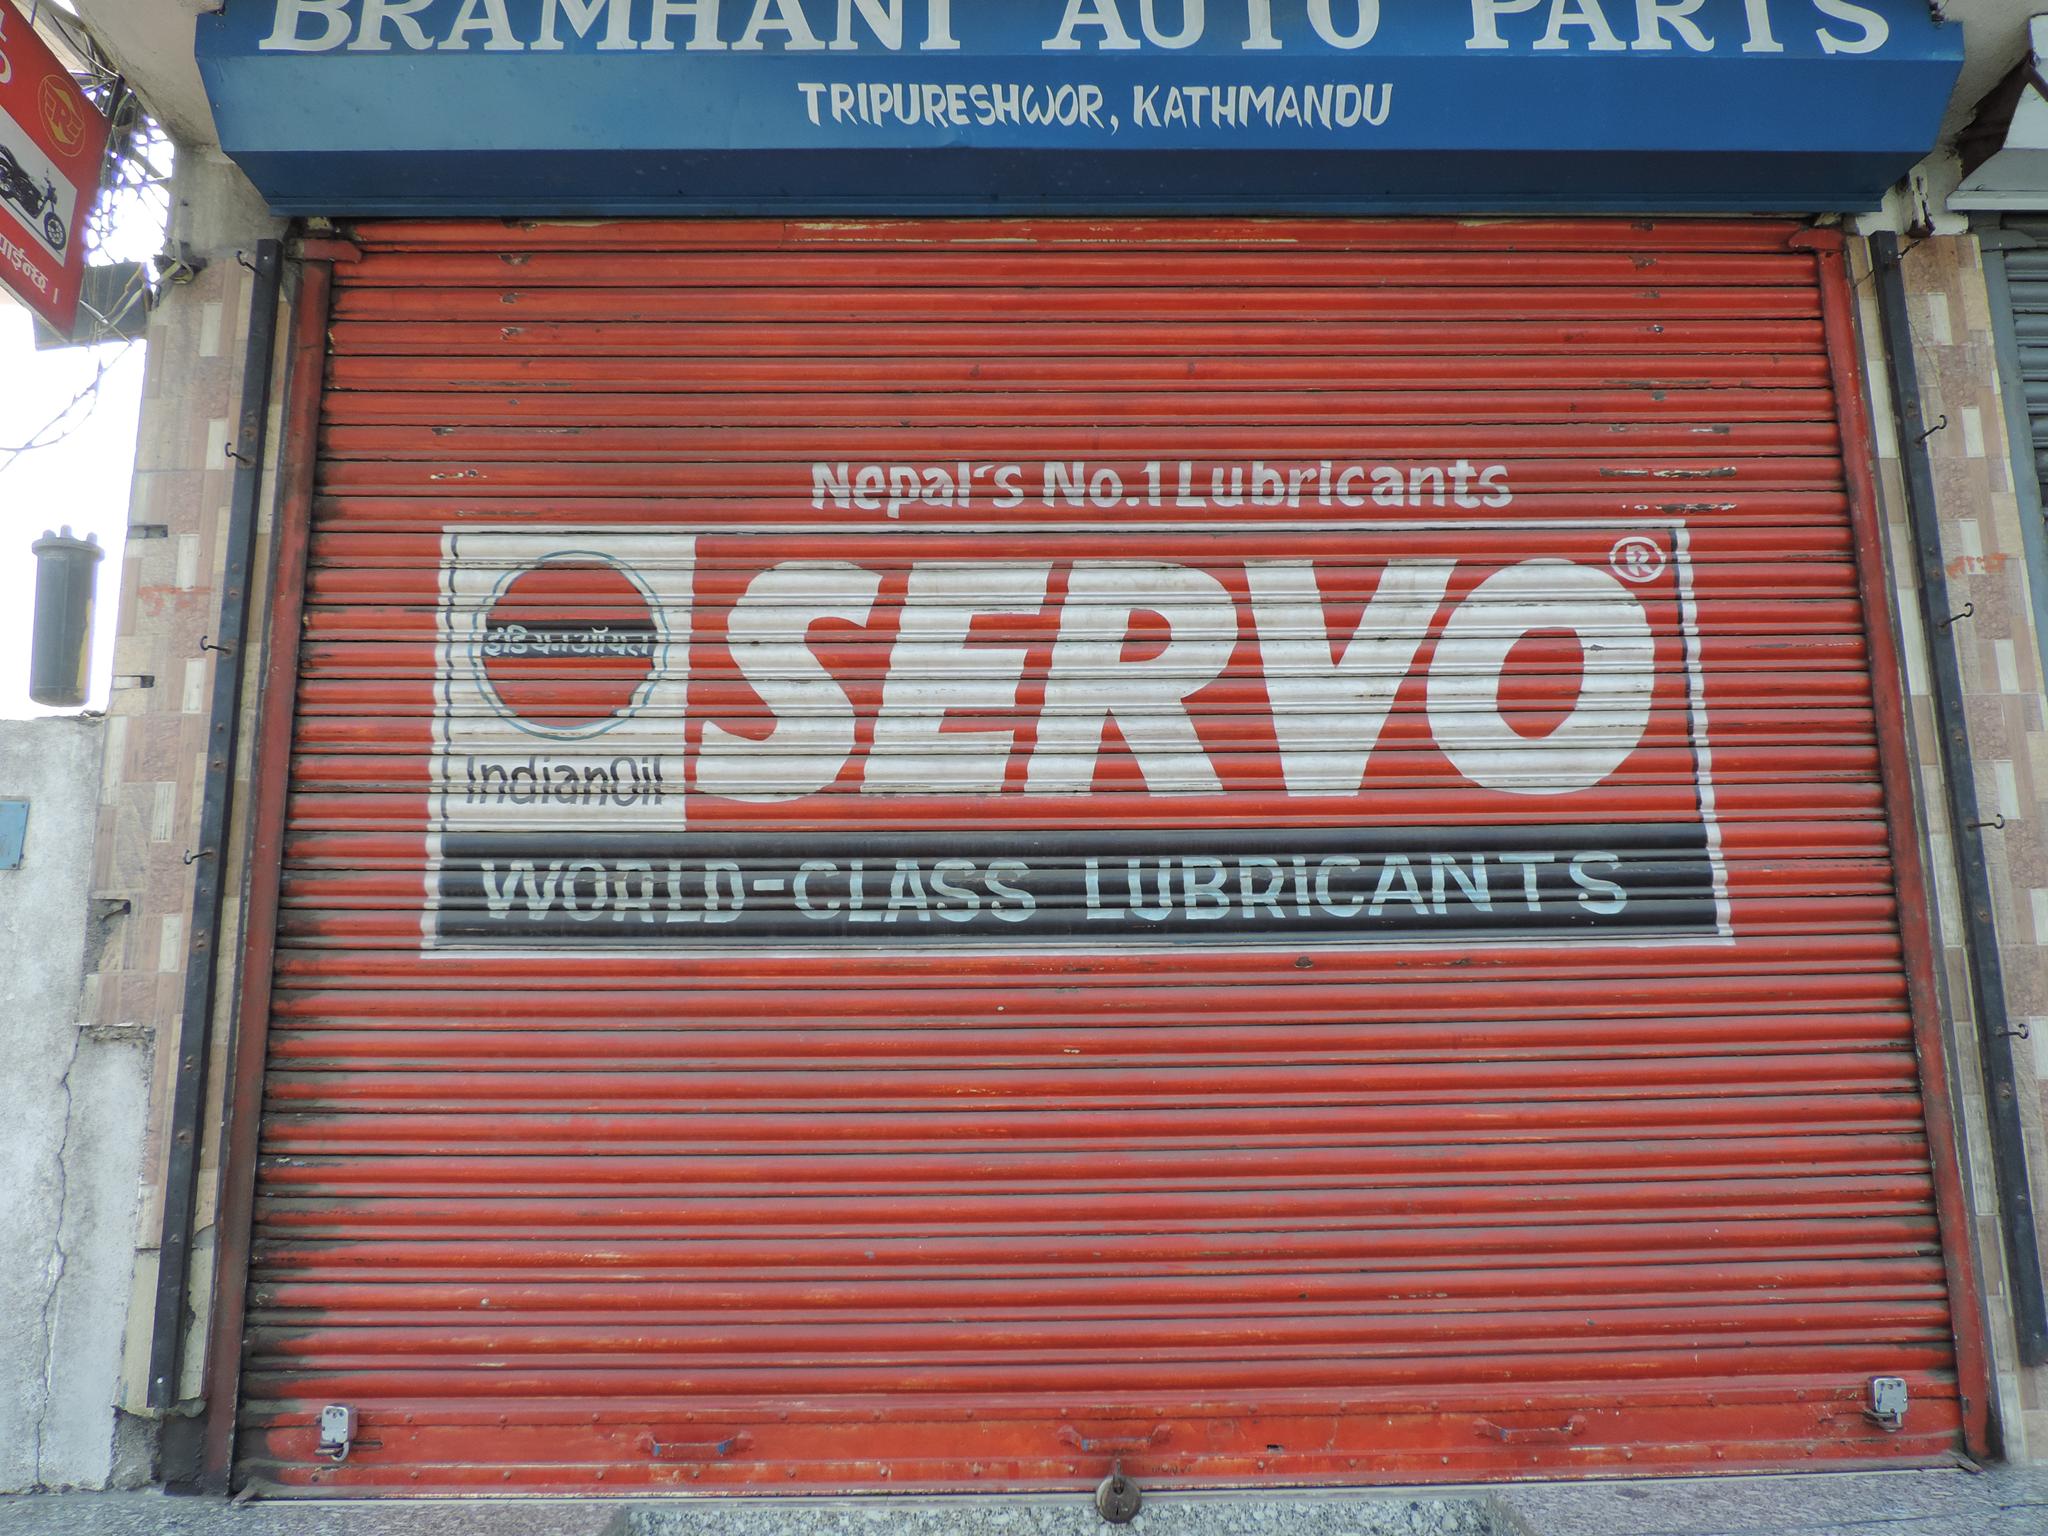 BRAMHANI AUTO PARTS
TRIPURESHWOR, KATHMANDU
Nepal's No.1 Lubricants
SERVO®
इंडियनऑयल
IndianOil
WORLD-CLASS LUBRICANTS